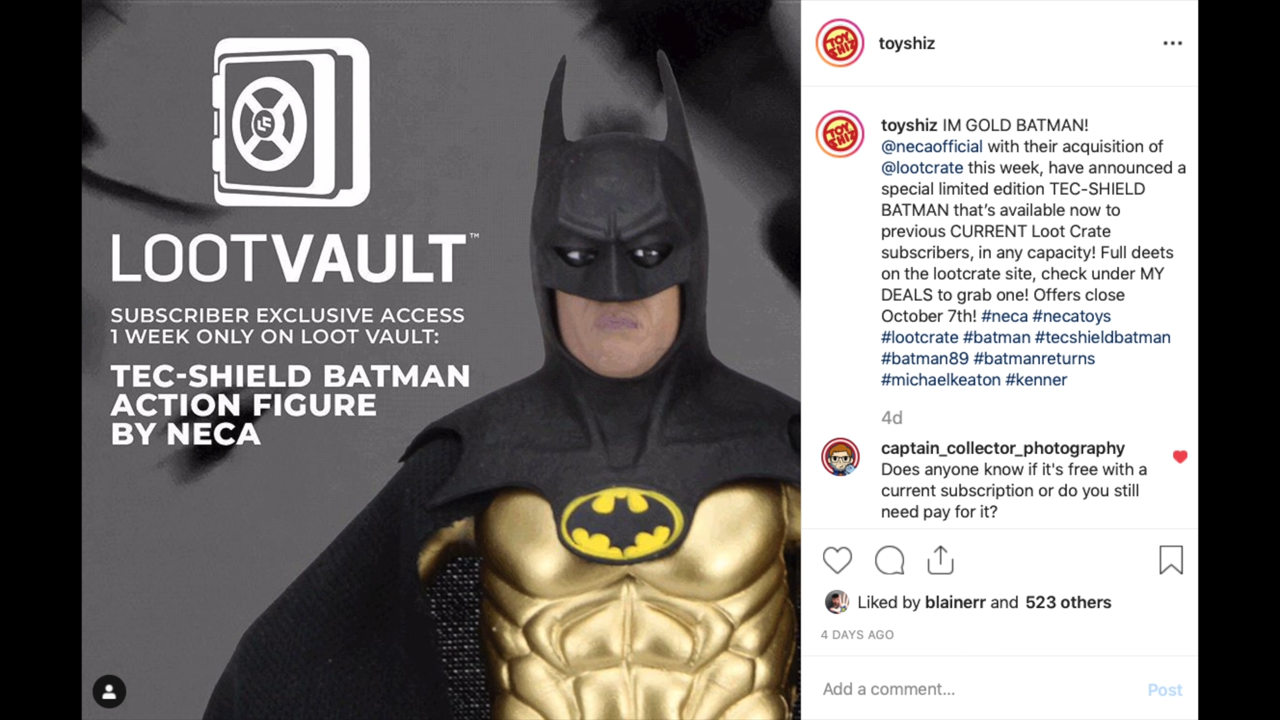 LOOTVAULT™
SUBSCRIBER EXCLUSIVE ACCESS
1 WEEK ONLY ON LOOT VAULT:
TEC-SHIELD BATMAN
ACTION FIGURE
BY NECA
TOY
SHIZ
toyshiz
TOY
SHIZ
toyshiz IM GOLD BATMAN!
@necaofficial with their acquisition of
@lootcrate this week, have announced a
special limited edition TEC-SHIELD
BATMAN that’s available now to
previous CURRENT Loot Crate
subscribers, in any capacity! Full deets
on the lootcrate site, check under MY
DEALS to grab one! Offers close
October 7th! #neca #necatoys
#lootcrate #batman #tecshieldbatman
#batman89 #batmanreturns
#michaelkeaton #kenner
4d
captain_collector_photography
Does anyone know if it's free with a
current subscription or do you still
need pay for it?
Liked by blainerr and 523 others
4 DAYS AGO
Add a comment...
Post